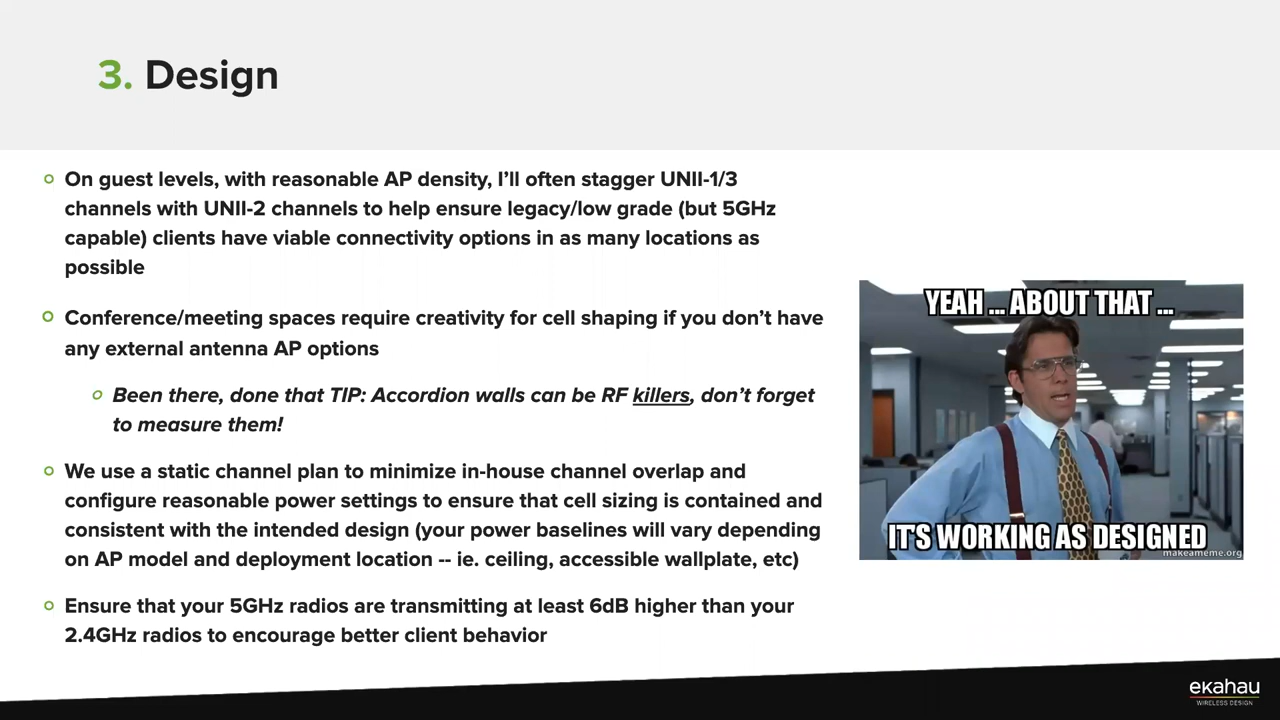 3. Design
On guest levels, with reasonable AP density, I’ll often stagger UNII-1/3
channels with UNII-2 channels to help ensure legacy/low grade (but 5GHz
capable) clients have viable connectivity options in as many locations as
possible
Conference/meeting spaces require creativity for cell shaping if you don’t have
any external antenna AP options
Been there, done that TIP: Accordion walls can be RF killers, don’t forget
to measure them!
We use a static channel plan to minimize in-house channel overlap and
configure reasonable power settings to ensure that cell sizing is contained and
consistent with the intended design (your power baselines will vary depending
on AP model and deployment location -- ie. ceiling, accessible wallplate, etc)
Ensure that your 5GHz radios are transmitting at least 6dB higher than your
2.4GHz radios to encourage better client behavior
YEAH ... ABOUT THAT ...
IT'S WORKING AS DESIGNED
makeameme.org
ekahau
WIRELESS DESIGN